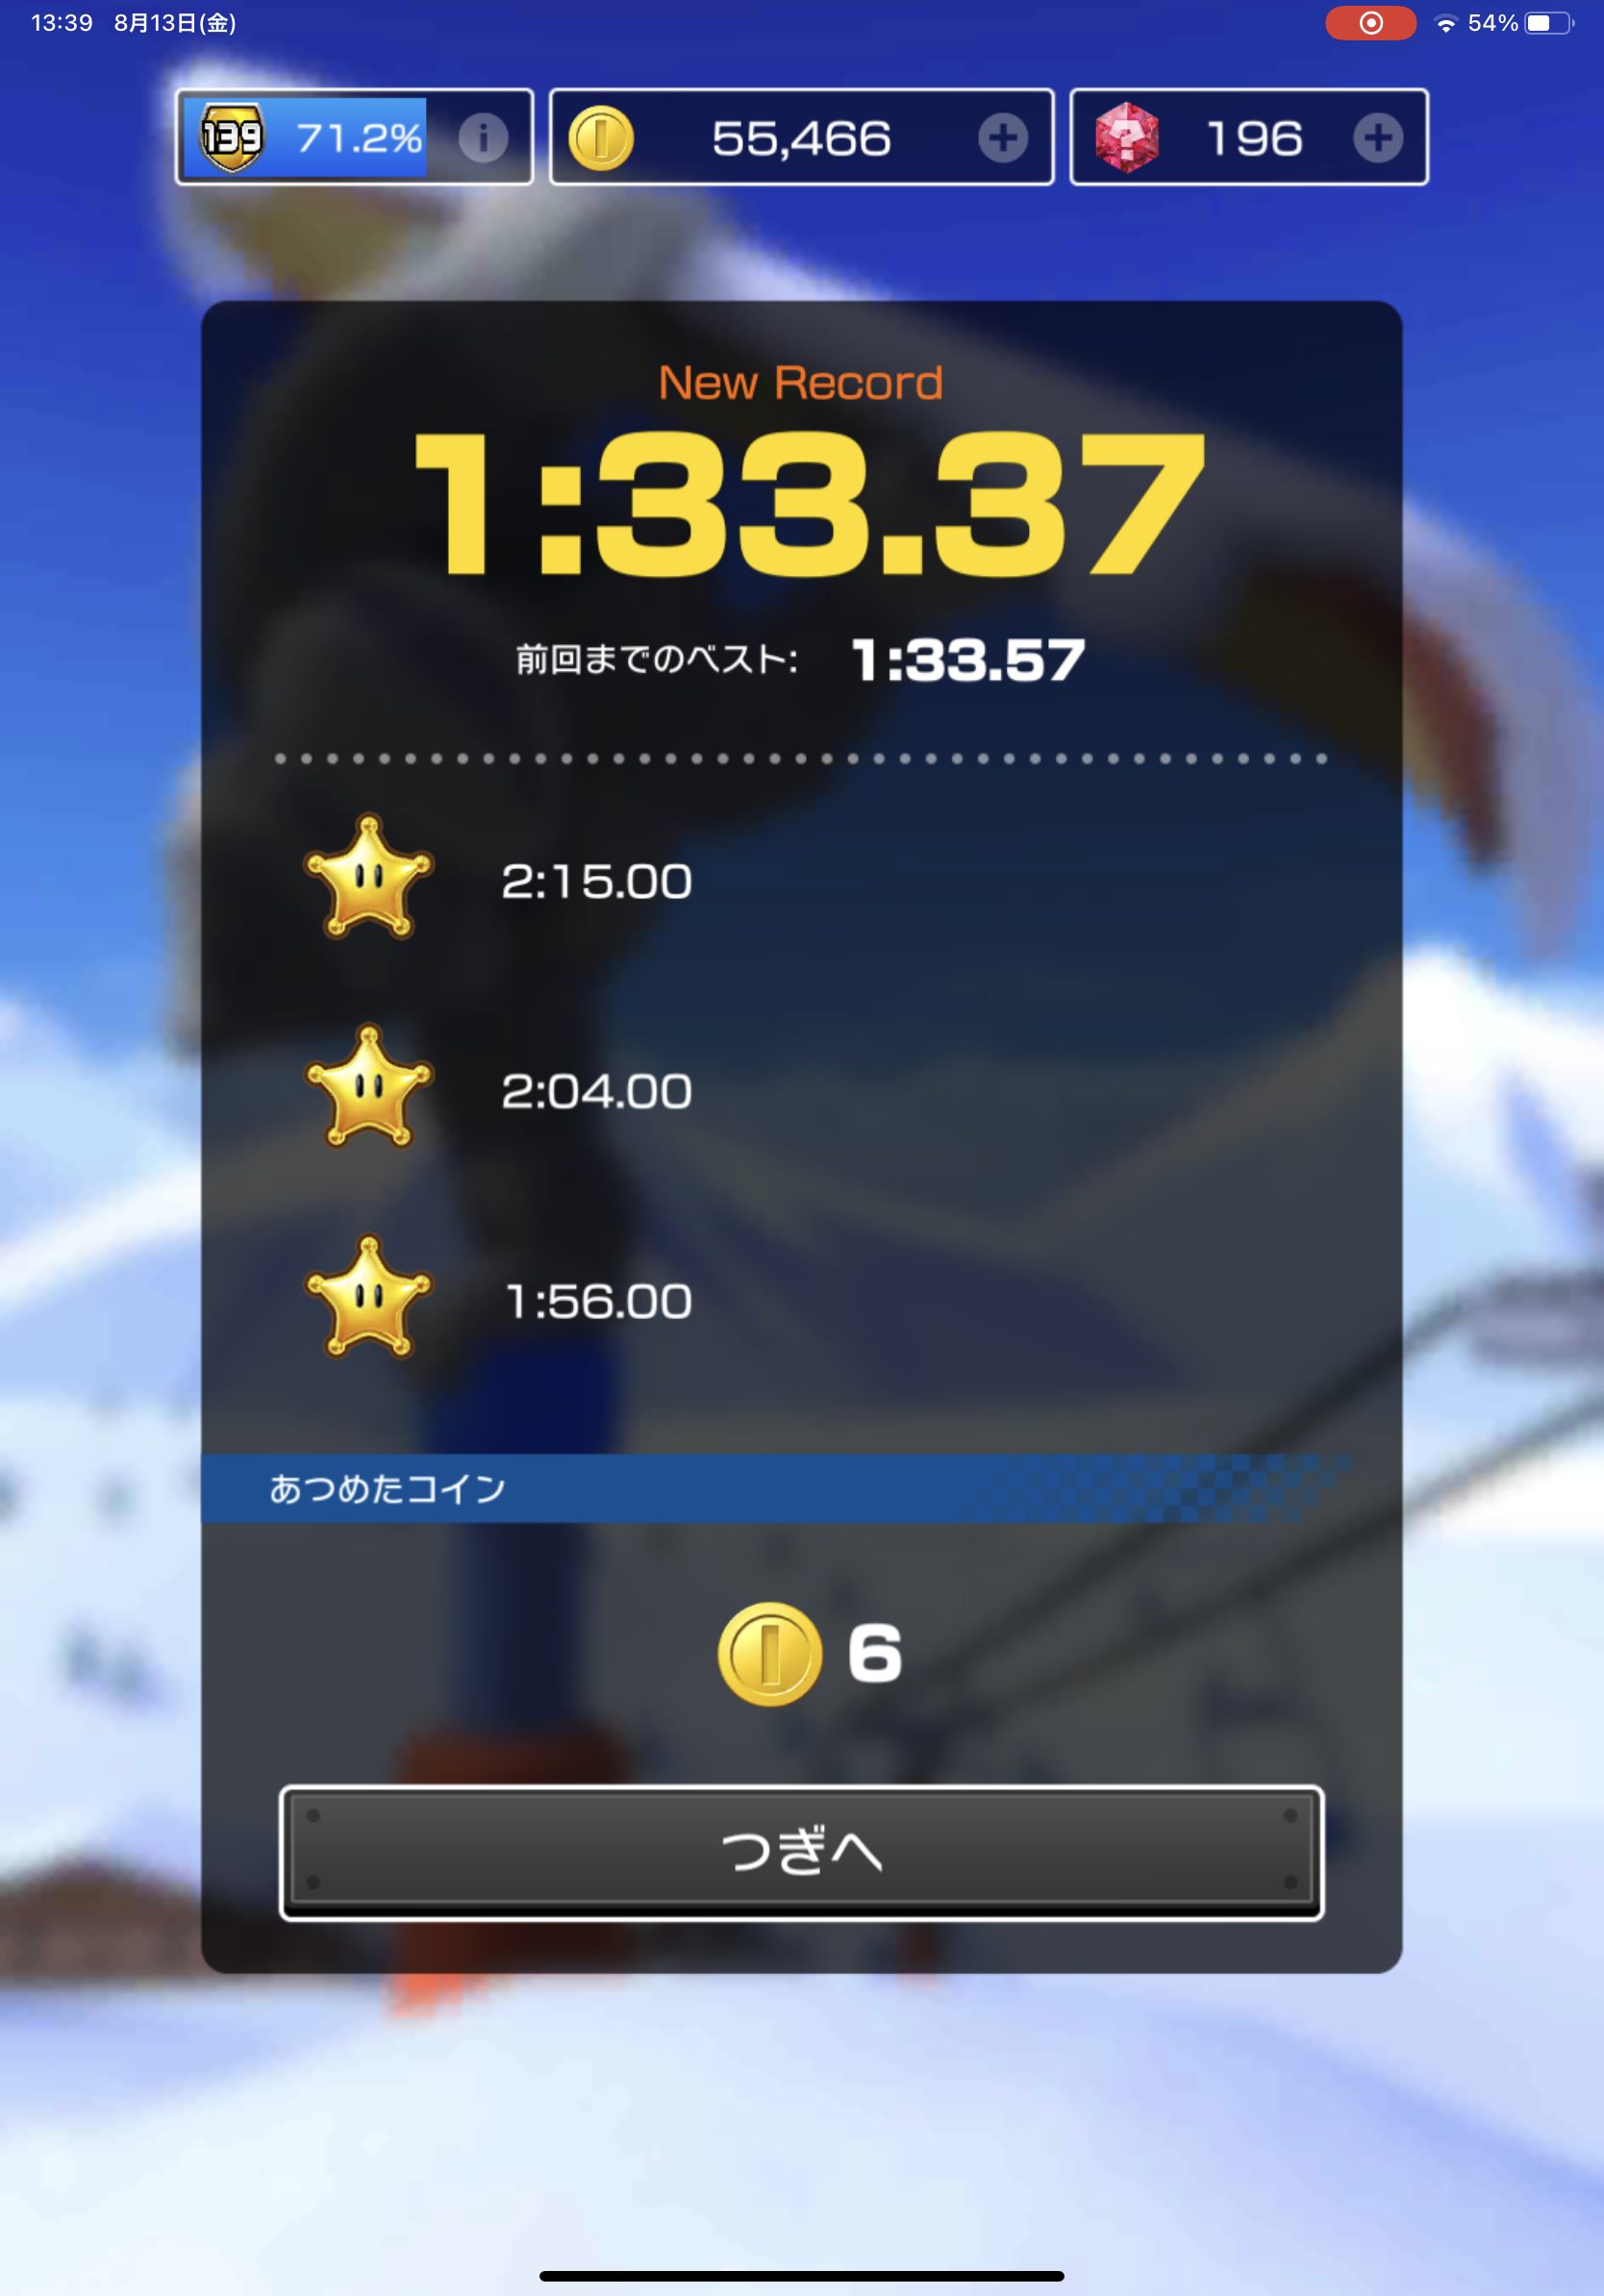 13:39 8月13日(金)
54%
139 71.2% i
55,466 +
? 196 +
New Record
1:33.37
前回までのベスト: 1:33.57
2:15.00
2:04.00
1:56.00
あつめたコイン
6
つぎへ